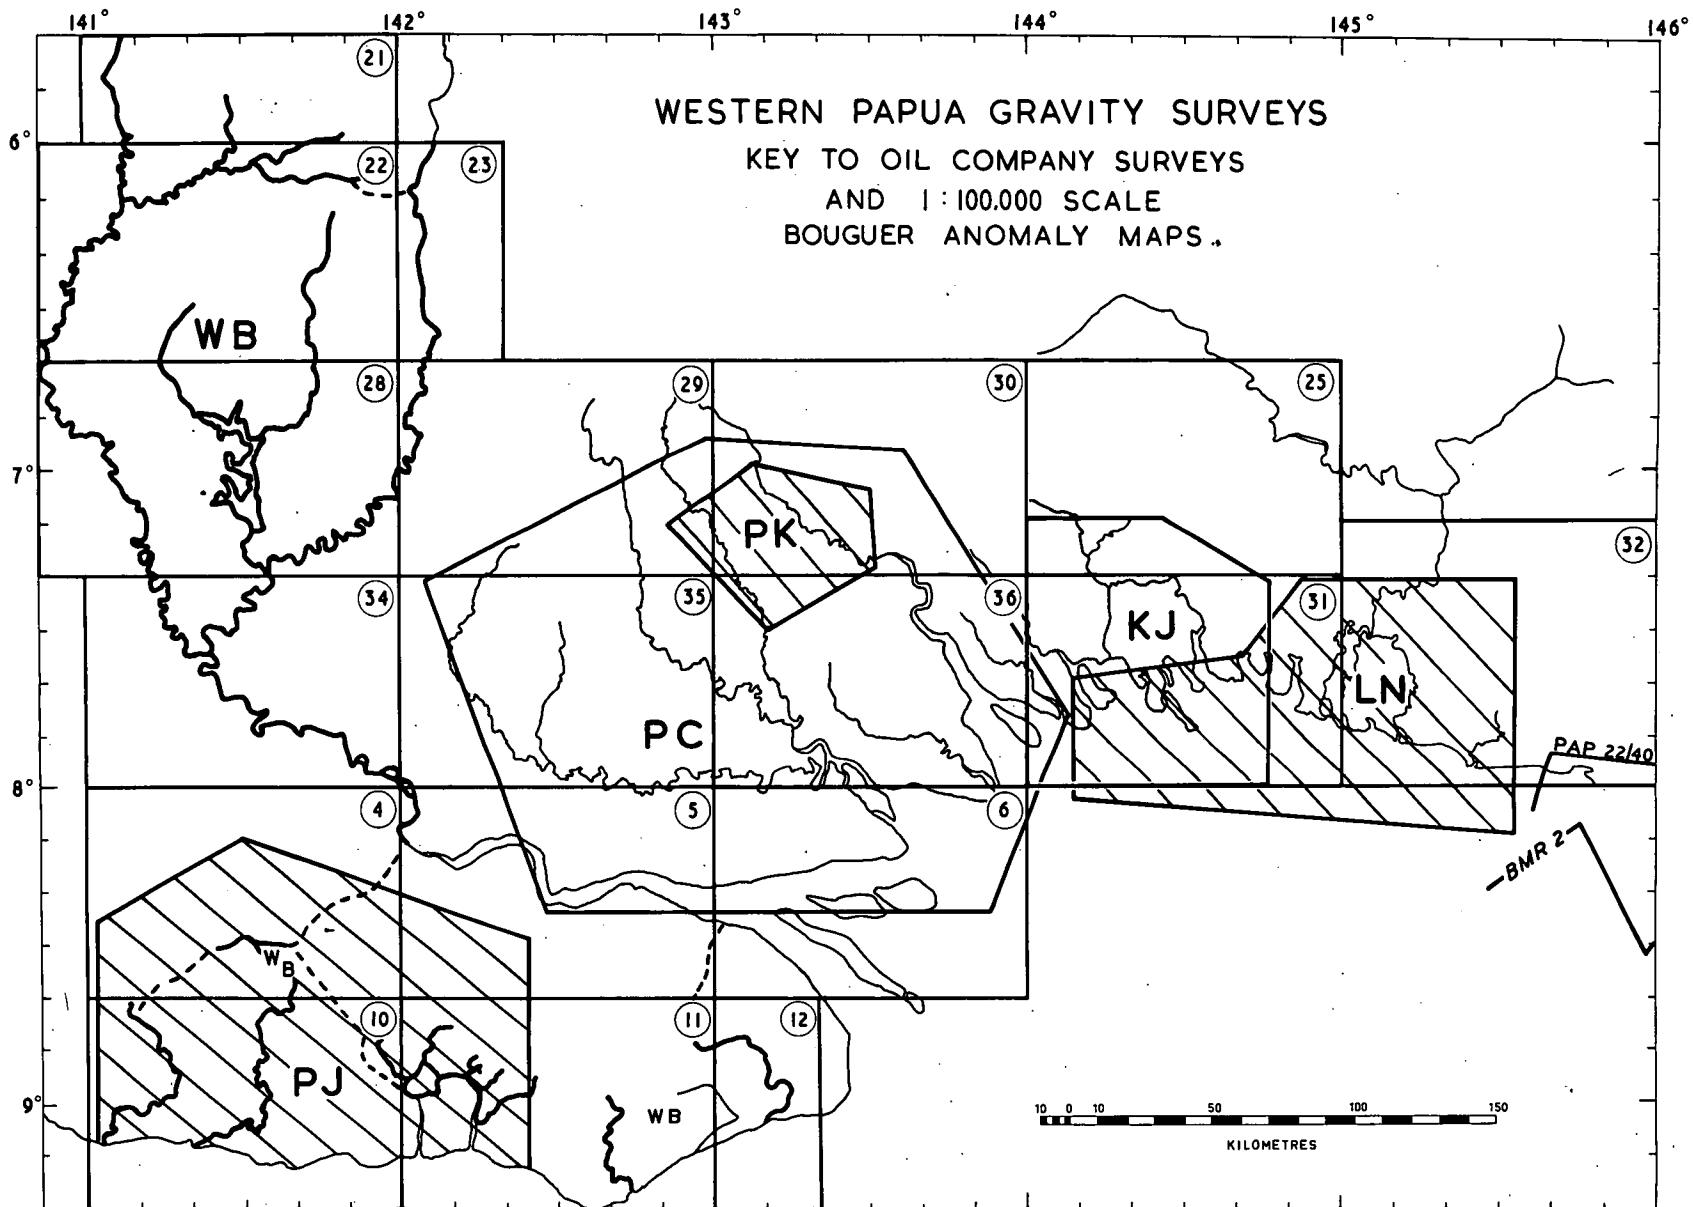 141° 142° 143° 144° 145° 146°
21
WESTERN PAPUA GRAVITY SURVEYS
6°
22 23
KEY TO OIL COMPANY SURVEYS
AND 1:100.000 SCALE
BOUGUER ANOMALY MAPS.
WB
28 29 30 25
7°
PK
32
34 35 36 31
KJ
LN
PC
PAP 22/40
8°
4 5 6
BMR 2
WB
10 11 12
PJ
9°
WB
10 0 10 50 100 150
KILOMETRES